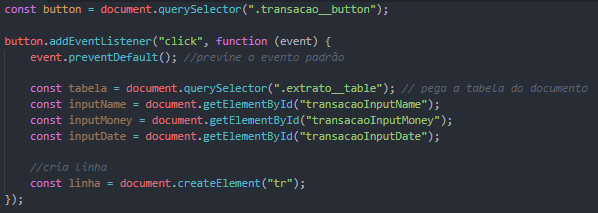 const button = document.querySelector(".transacao__button");
button.addEventListener("click", function (event) {
event.preventDefault(); //previne o evento padrão
const tabela = document.querySelector(".extrato__table"); // pega a tabela do documento
const inputName = document.getElementById("transacaoInputName");
const inputMoney = document.getElementById("transacaoInputMoney");
const inputDate = document.getElementById("transacaoInputDate");
//cria linha
const linha = document.createElement("tr");
});